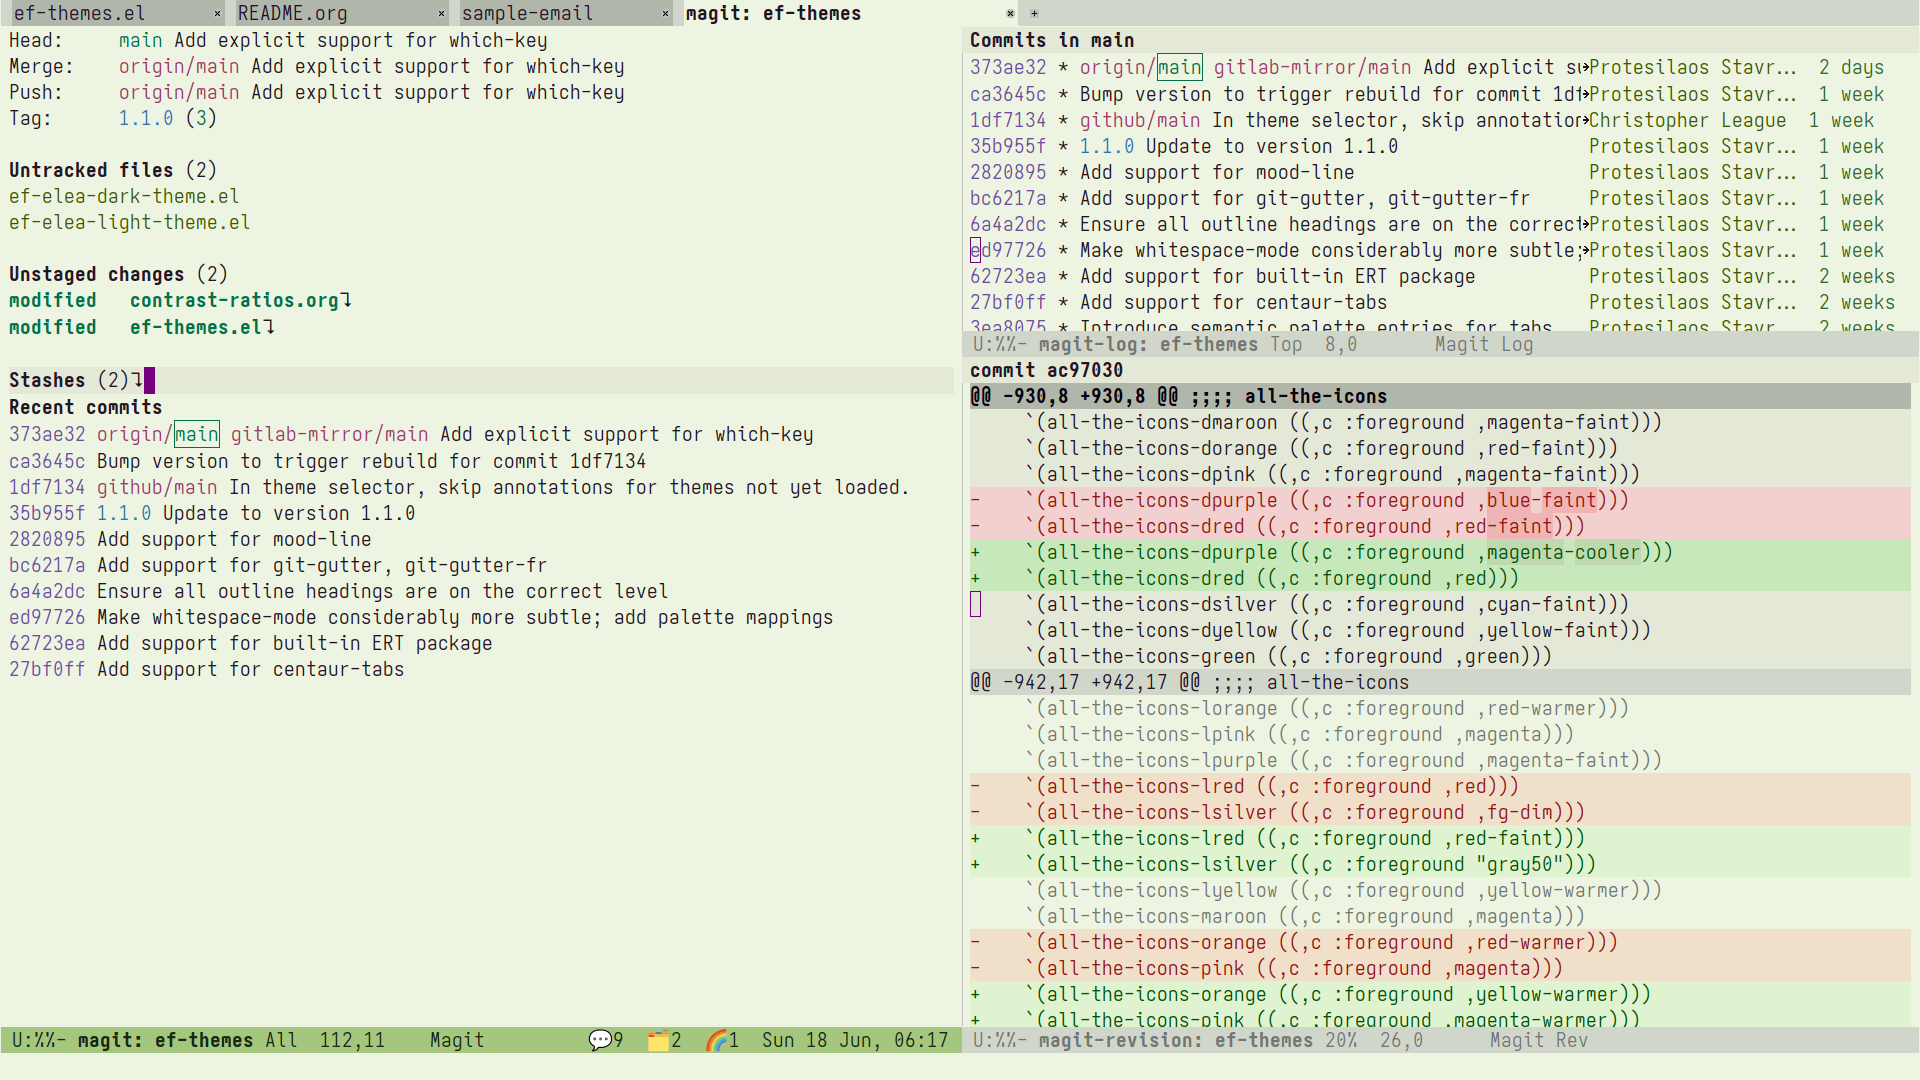 ef-themes.el × README.org × sample-email × magit: ef-themes × +
Head:     main Add explicit support for which-key
Merge:    origin/main Add explicit support for which-key
Push:     origin/main Add explicit support for which-key
Tag:      1.1.0 (3)
Untracked files (2)
ef-elea-dark-theme.el
ef-elea-light-theme.el
Unstaged changes (2)
modified   contrast-ratios.org
modified   ef-themes.el
Stashes (2)
Recent commits
373ae32 origin/main gitlab-mirror/main Add explicit support for which-key
ca3645c Bump version to trigger rebuild for commit 1df7134
1df7134 github/main In theme selector, skip annotations for themes not yet loaded.
35b955f 1.1.0 Update to version 1.1.0
2820895 Add support for mood-line
bc6217a Add support for git-gutter, git-gutter-fr
6a4a2dc Ensure all outline headings are on the correct level
ed97726 Make whitespace-mode considerably more subtle; add palette mappings
62723ea Add support for built-in ERT package
27bf0ff Add support for centaur-tabs
U:%%- magit: ef-themes All  112,11    Magit    💬9  🗂️2  🌈1  Sun 18 Jun, 06:17
Commits in main
373ae32 * origin/main gitlab-mirror/main Add explicit su→Protesilaos Stavr...  2 days
ca3645c * Bump version to trigger rebuild for commit 1df→Protesilaos Stavr...  1 week
1df7134 * github/main In theme selector, skip annotation→Christopher League  1 week
35b955f * 1.1.0 Update to version 1.1.0 Protesilaos Stavr...  1 week
2820895 * Add support for mood-line Protesilaos Stavr...  1 week
bc6217a * Add support for git-gutter, git-gutter-fr Protesilaos Stavr...  1 week
6a4a2dc * Ensure all outline headings are on the correct→Protesilaos Stavr...  1 week
ed97726 * Make whitespace-mode considerably more subtle;→Protesilaos Stavr...  1 week
62723ea * Add support for built-in ERT package Protesilaos Stavr...  2 weeks
27bf0ff * Add support for centaur-tabs Protesilaos Stavr...  2 weeks
3ea8075 * Introduce semantic palette entries for tabs Protesilaos Stavr...  2 weeks
U:%%- magit-log: ef-themes Top  8,0       Magit Log
commit ac97030
@@ -930,8 +930,8 @@ ;;;; all-the-icons
     `(all-the-icons-dmaroon ((,c :foreground ,magenta-faint)))
     `(all-the-icons-dorange ((,c :foreground ,red-faint)))
     `(all-the-icons-dpink ((,c :foreground ,magenta-faint)))
-    `(all-the-icons-dpurple ((,c :foreground ,blue-faint)))
-    `(all-the-icons-dred ((,c :foreground ,red-faint)))
+    `(all-the-icons-dpurple ((,c :foreground ,magenta-cooler)))
+    `(all-the-icons-dred ((,c :foreground ,red)))
     `(all-the-icons-dsilver ((,c :foreground ,cyan-faint)))
     `(all-the-icons-dyellow ((,c :foreground ,yellow-faint)))
     `(all-the-icons-green ((,c :foreground ,green)))
@@ -942,17 +942,17 @@ ;;;; all-the-icons
     `(all-the-icons-lorange ((,c :foreground ,red-warmer)))
     `(all-the-icons-lpink ((,c :foreground ,magenta)))
     `(all-the-icons-lpurple ((,c :foreground ,magenta-faint)))
-    `(all-the-icons-lred ((,c :foreground ,red)))
-    `(all-the-icons-lsilver ((,c :foreground ,fg-dim)))
+    `(all-the-icons-lred ((,c :foreground ,red-faint)))
+    `(all-the-icons-lsilver ((,c :foreground "gray50")))
     `(all-the-icons-lyellow ((,c :foreground ,yellow-warmer)))
     `(all-the-icons-maroon ((,c :foreground ,magenta)))
-    `(all-the-icons-orange ((,c :foreground ,red-warmer)))
-    `(all-the-icons-pink ((,c :foreground ,magenta)))
+    `(all-the-icons-orange ((,c :foreground ,yellow-warmer)))
+    `(all-the-icons-pink ((,c :foreground ,magenta-warmer)))
U:%%- magit-revision: ef-themes 20%  26,0      Magit Rev